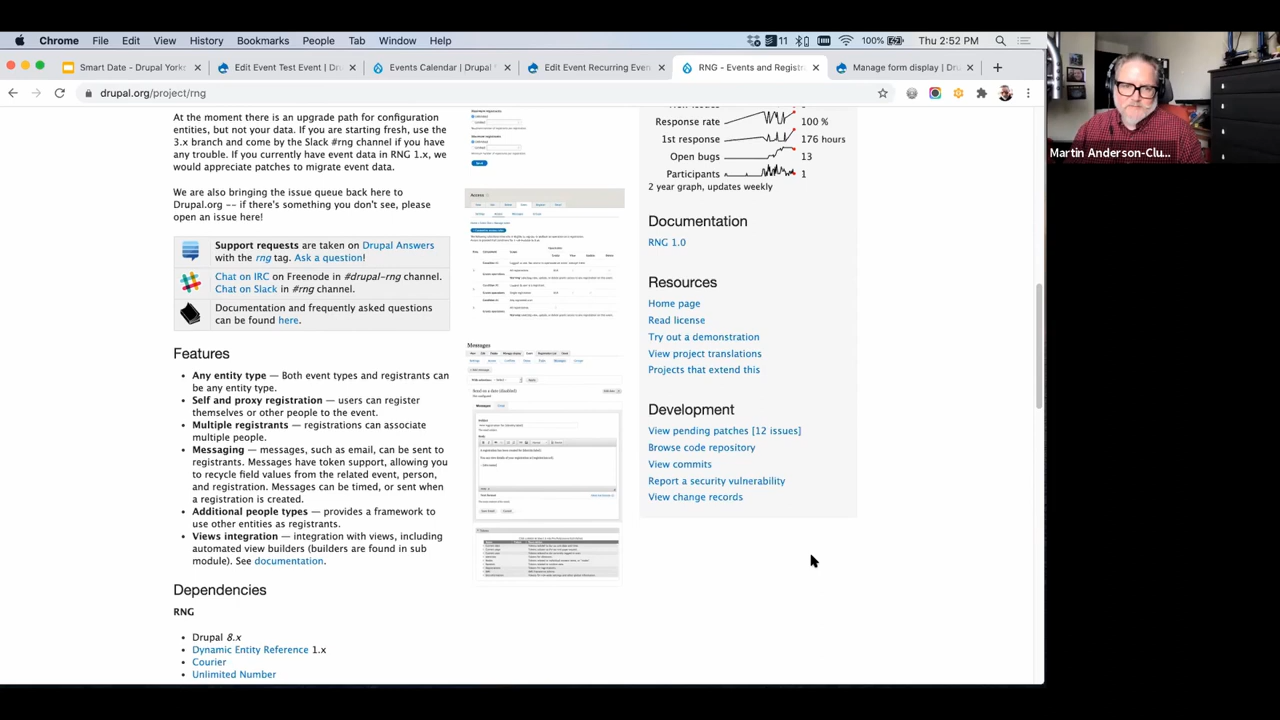 Chrome File Edit View History Bookmarks People Tab Window Help 11 100% Thu 2:52 PM
Smart Date - Drupal Yorks
Edit Event Test Event | Dr
Events Calendar | Drupal
Edit Event Recurring Even
RNG - Events and Registr
Manage form display | Dru
drupal.org/project/rng
At the moment there is an upgrade path for configuration
entities but not for your data. If you are starting fresh, use the
3.x branch and come by the Slack #rng channel if you have
any issues. If you currently have event data in RNG 1.x, we
would appreciate patches to migrate event data.
We are also bringing the issue queue back here to
Drupal.org -- if there's something you don't see, please
open an issue here!
Questions are taken on Drupal Answers
in the rng tag. Ask a question!
Chat on IRC on Freenode in #drupal-rng channel.
Chat on Slack in #rng channel.
Documentation and frequently asked questions
can be found here.
Features
Any entity type — Both event types and registrants can
be any entity type.
Self and proxy registration — users can register
themselves or other people to the event.
Multiple registrants — registrations can associate
multiple people.
Messaging — messages, such as email, can be sent to
registrants. Messages have token support, allowing you
to recycle field values from the related event, person,
and registration. Messages can be timed, or sent when
a registration is created.
Additional people types — provides a framework to
use other entities as registrants.
Views integration — Integration with views, including
automated view mode builders are found in sub
module. See documentation.
Dependencies
RNG
Drupal 8.x
Dynamic Entity Reference 1.x
Courier
Unlimited Number
Access
Messages
Response rate 100 %
1st response 176 hrs
Open bugs 13
Participants 1
2 year graph, updates weekly
Documentation
RNG 1.0
Resources
Home page
Read license
Try out a demonstration
View project translations
Projects that extend this
Development
View pending patches [12 issues]
Browse code repository
View commits
Report a security vulnerability
View change records
Martin Anderson-Clu...